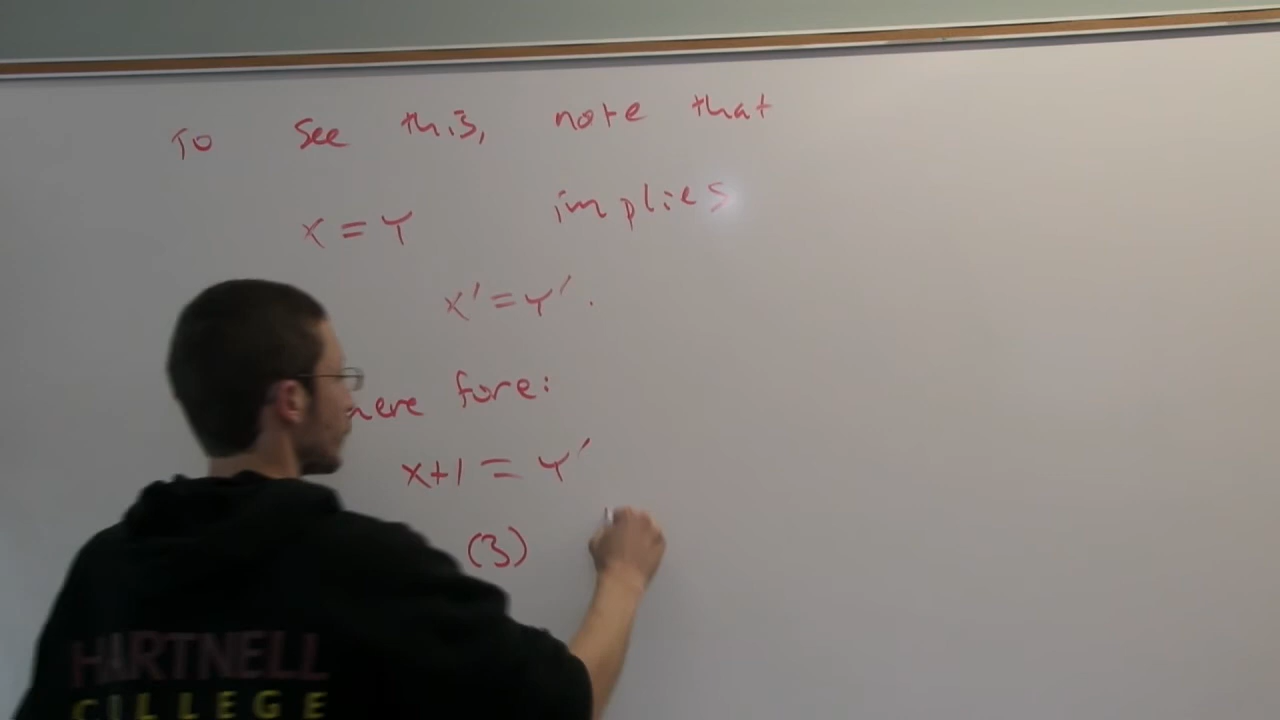 To see this, note that
x = Y implies
x' = Y'.
here fore:
x+1 = Y'
(3)
HARTNELL
COLLEGE